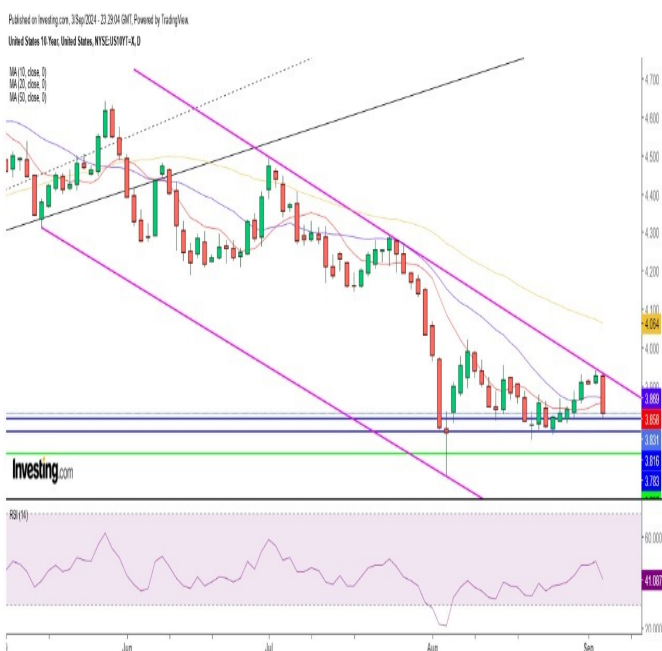 Published on Investing.com, 3/Sep/2024 - 23:29:04 GMT, Powered by TradingView.
United States 10-Year, United States, NYSE:US10YT=X, D
MA (10, close, 0)
MA (20, close, 0)
MA (50, close, 0)
4.700
4.600
4.500
4.400
4.300
4.200
4.100
4.064
4.000
3.869
3.858
3.831
3.816
3.783
Investing.com
RSI (14)
60.000
41.087
20.000
Jun
Jul
Aug
Sep